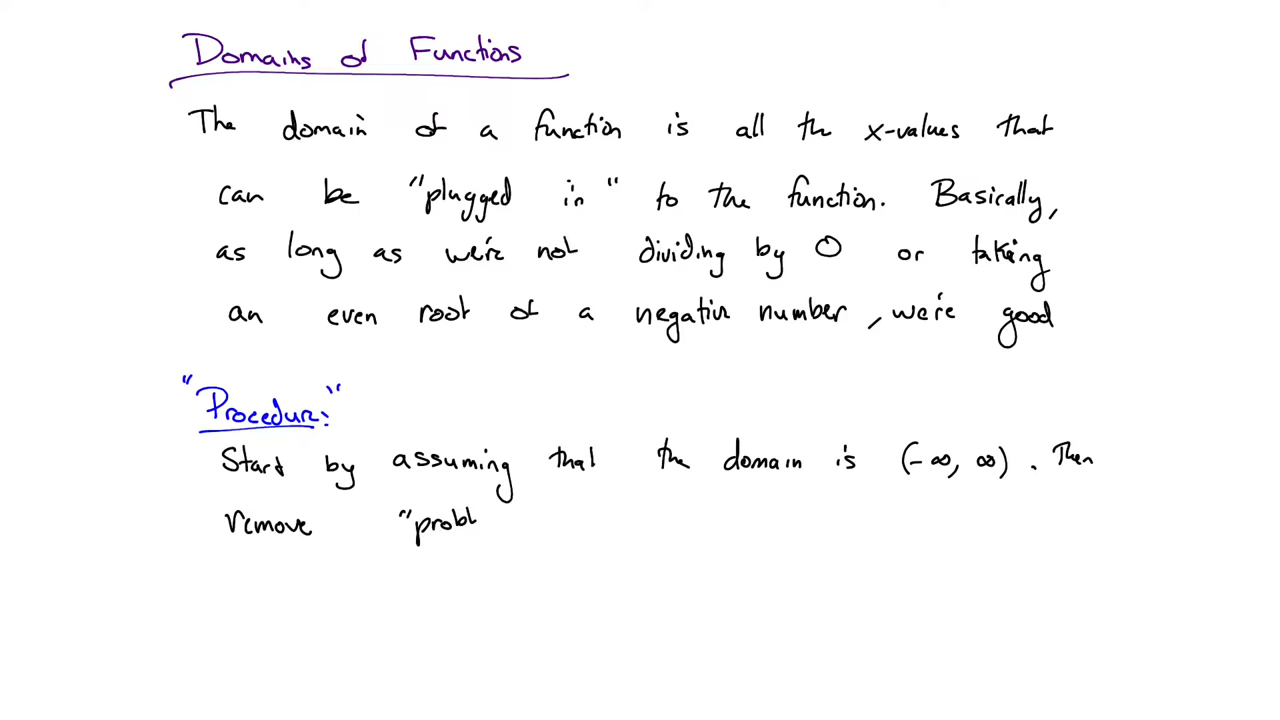 Domains of Functions
The domain of a function is all the x-values that
can be "plugged in" to the function. Basically,
as long as we're not dividing by 0 or taking
an even root of a negative number, we're good
"Procedure:"
Start by assuming that the domain is (-∞, ∞). Then
remove "probl